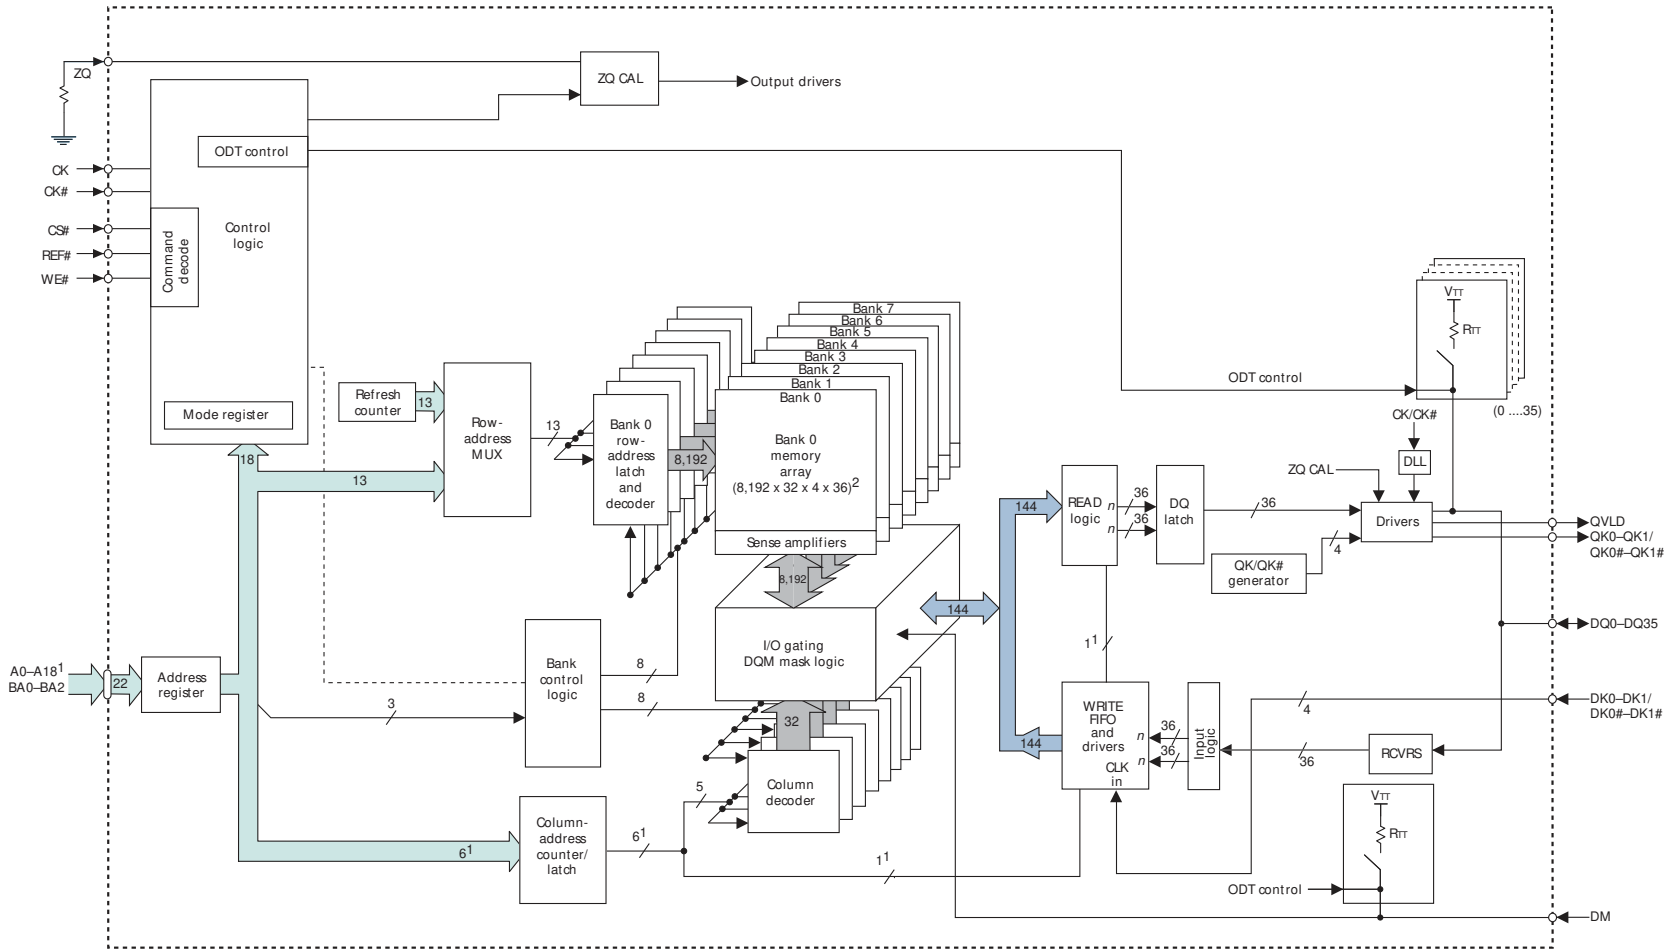 ZQ
ZQ CAL
Output drivers
ODT control
CK
CK#
CS#
REF#
WE#
Command
decode
Control
logic
Mode register
18
Refresh
counter
13
13
Row-
address
MUX
13
Bank 0
row-
address
latch
and
decoder
8,192
Bank 7
Bank 6
Bank 5
Bank 4
Bank 3
Bank 2
Bank 1
Bank 0
Bank 0
memory
array
(8,192 x 32 x 4 x 36)2
Sense amplifiers
8,192
I/O gating
DQM mask logic
A0–A181
BA0–BA2
22
Address
register
3
Bank
control
logic
8
8
32
Column
decoder
5
61
Column-
address
counter/
latch
61
11
144
144
144
READ
logic
n
n
36
36
DQ
latch
36
11
WRITE
FIFO
and
drivers
CLK
in
n
n
36
36
Input
logic
36
RCVRS
4
QK/QK#
generator
4
ZQ CAL
CK/CK#
DLL
Drivers
ODT control
VTT
RTT
(0 ....35)
QVLD
QK0–QK1/
QK0#–QK1#
DQ0–DQ35
DK0–DK1/
DK0#–DK1#
VTT
RTT
ODT control
DM